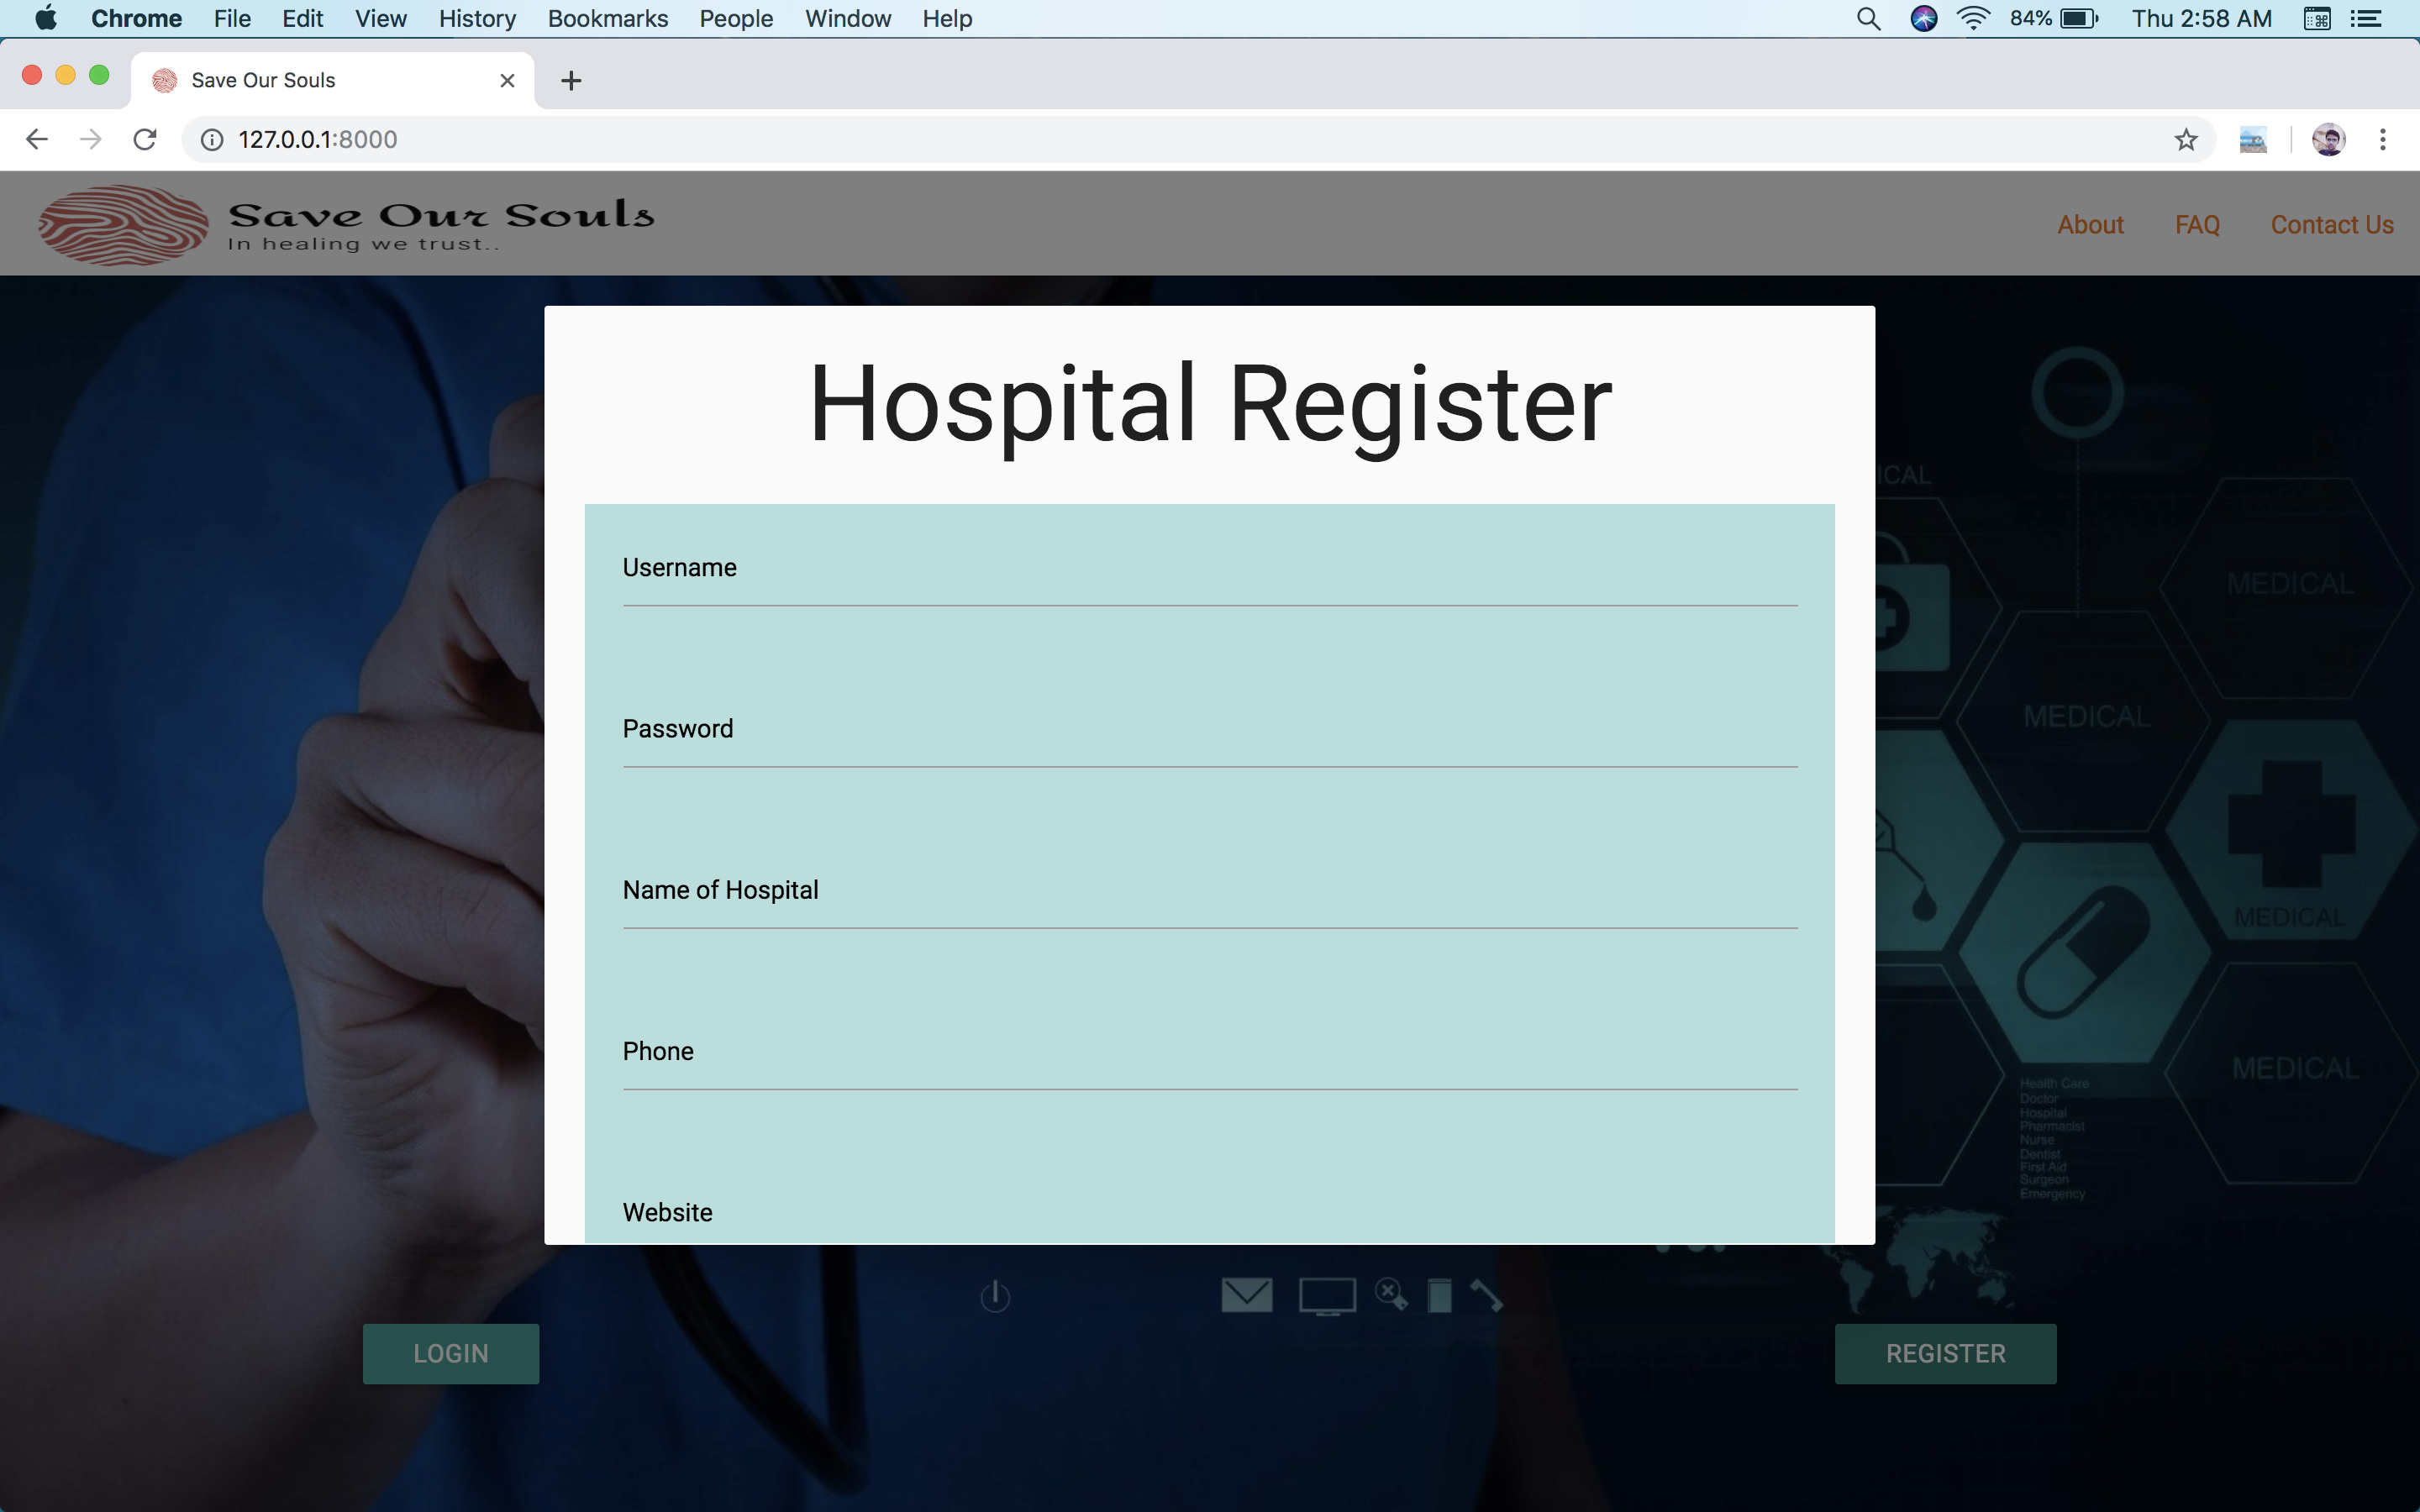 Chrome File Edit View History Bookmarks People Window Help 84% Thu 2:58 AM
Save Our Souls
127.0.0.1:8000
Save Our Souls
In healing we trust..
About FAQ Contact Us
Hospital Register
Username
Password
Name of Hospital
Phone
Website
ICAL
MEDICAL
MEDICAL
MEDICAL
MEDICAL
Health Care
Doctor
Hospital
Pharmacist
Nurse
Dentist
First Aid
Surgeon
Emergency
LOGIN
REGISTER